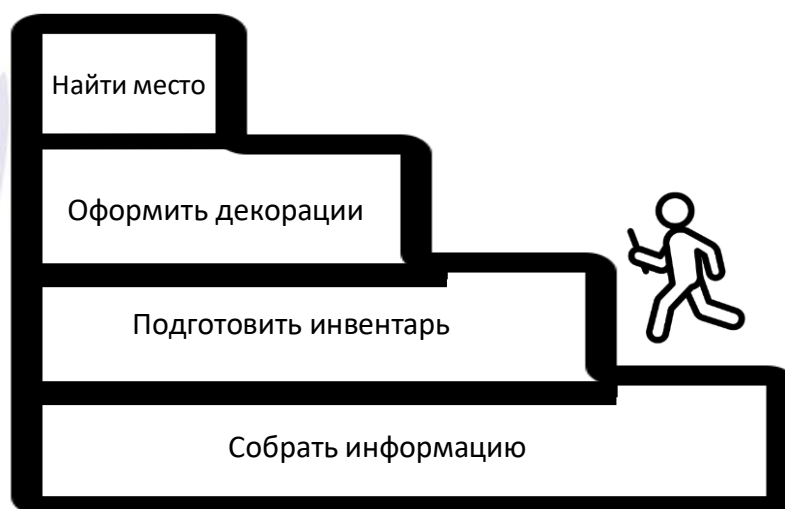 Найти место
Оформить декорации
Подготовить инвентарь
Собрать информацию